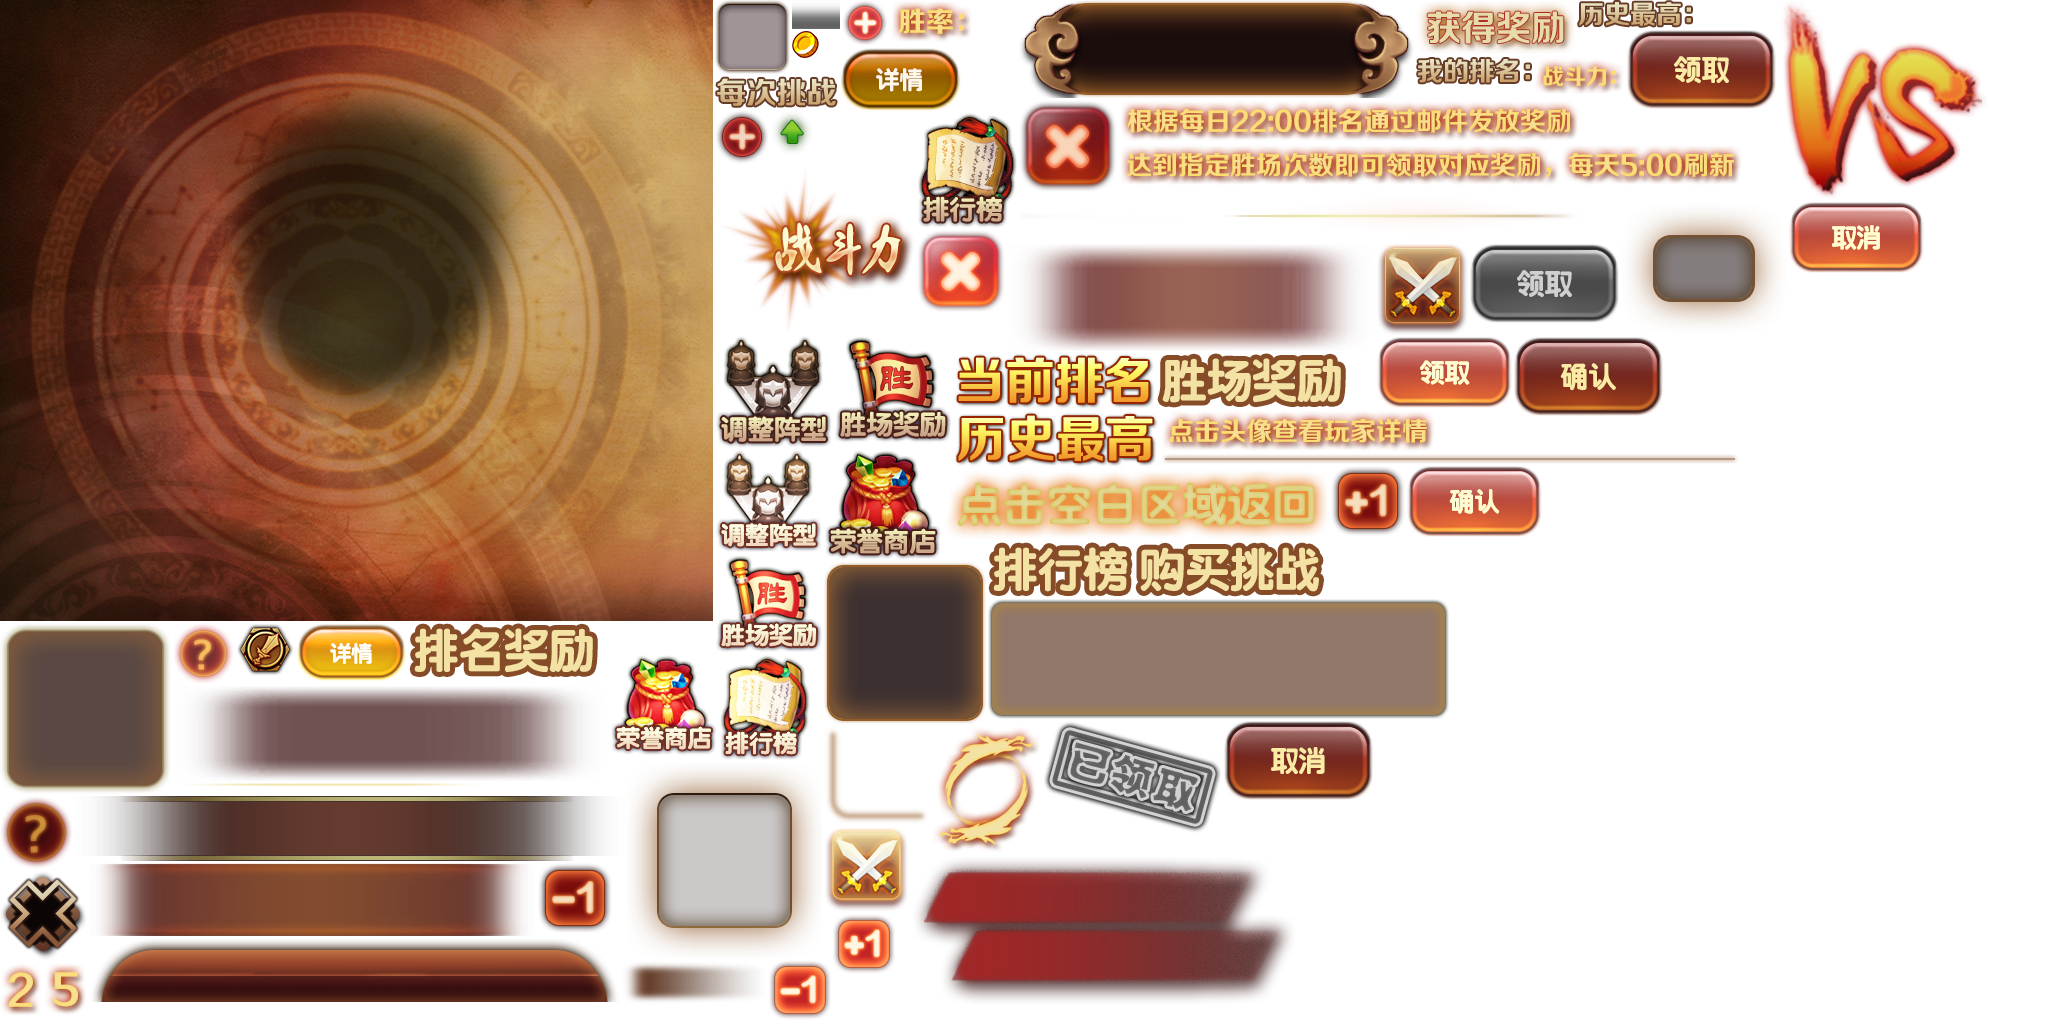 胜率:
获得奖励
历史最高:
详情
每次挑战
我的排名:
战斗力:
领取
VS
根据每日22:00排名通过邮件发放奖励
达到指定胜场次数即可领取对应奖励，每天5:00刷新
排行榜
战斗力
取消
领取
调整阵型
胜
胜场奖励
当前排名
胜场奖励
领取
确认
历史最高
点击头像查看玩家详情
调整阵型
荣誉商店
点击空白区域返回
+1
确认
排行榜
购买挑战
胜
胜场奖励
?
详情
排名奖励
荣誉商店
排行榜
已领取
取消
?
-1
+1
2 5
-1